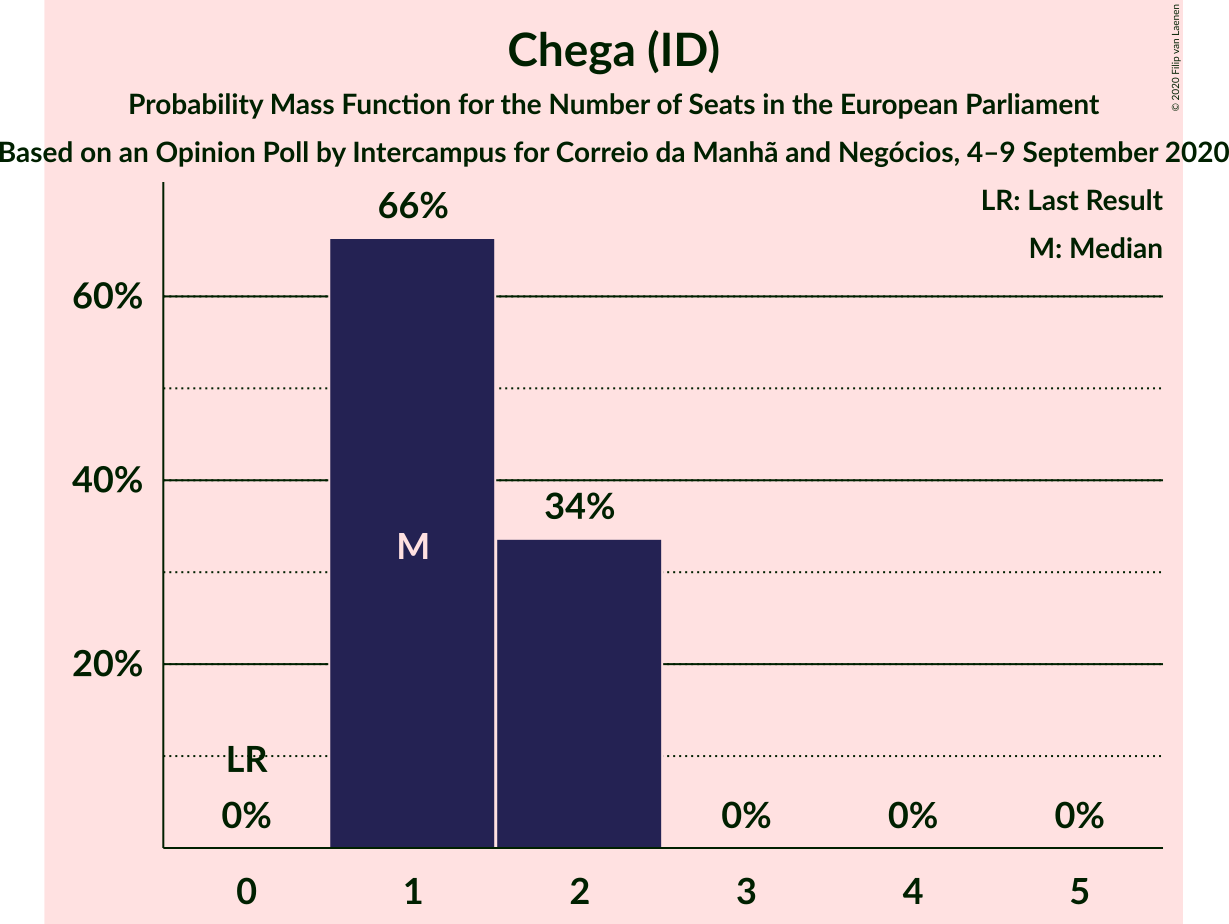 Chega (ID)
Probability Mass Function for the Number of Seats in the European Parliament
Based on an Opinion Poll by Intercampus for Correio da Manhã and Negócios, 4–9 September 2020
© 2020 Filip van Laenen
LR: Last Result
M: Median
66%
60%
40%
34%
M
20%
LR
0%
0%
0%
0%
0
1
2
3
4
5